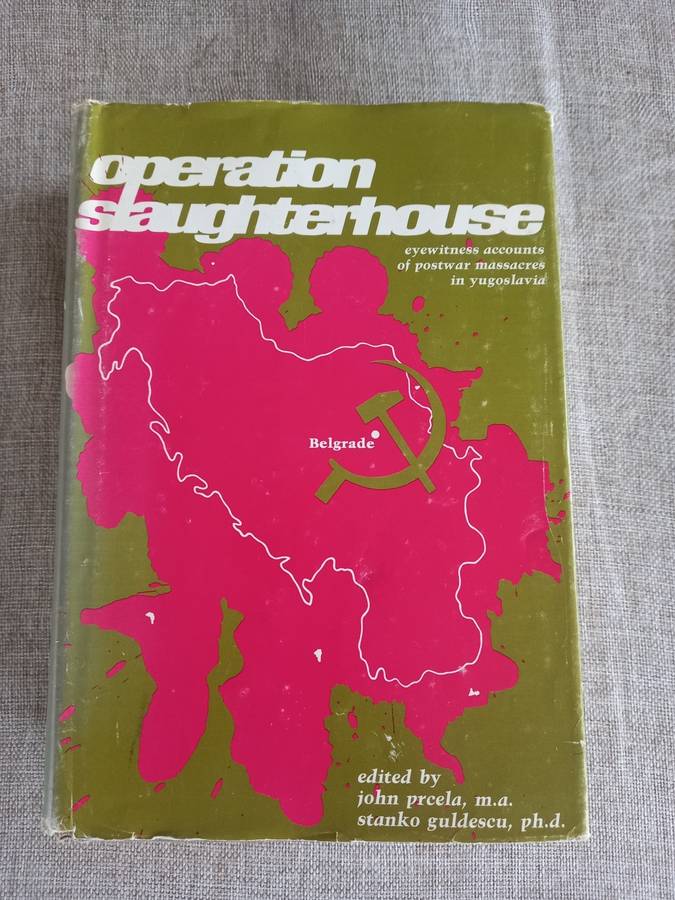 operation
slaughterhouse
eyewitness accounts
of postwar massacres
in yugoslavia
Belgrade
edited by
john prcela, m.a.
stanko guldescu, ph.d.